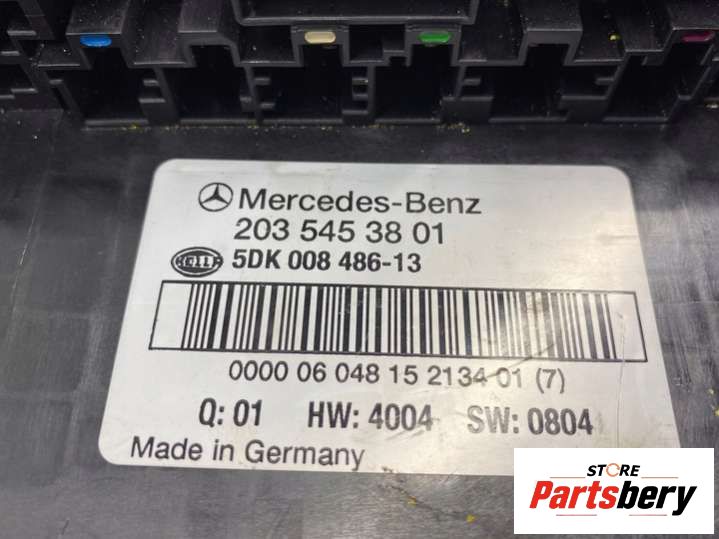 Mercedes-Benz
203 545 38 01
HELLA 5DK 008 486-13
0000 06 048 15 2134 01 (7)
Q: 01 HW: 4004 SW: 0804
Made in Germany
STORE
Partsbery